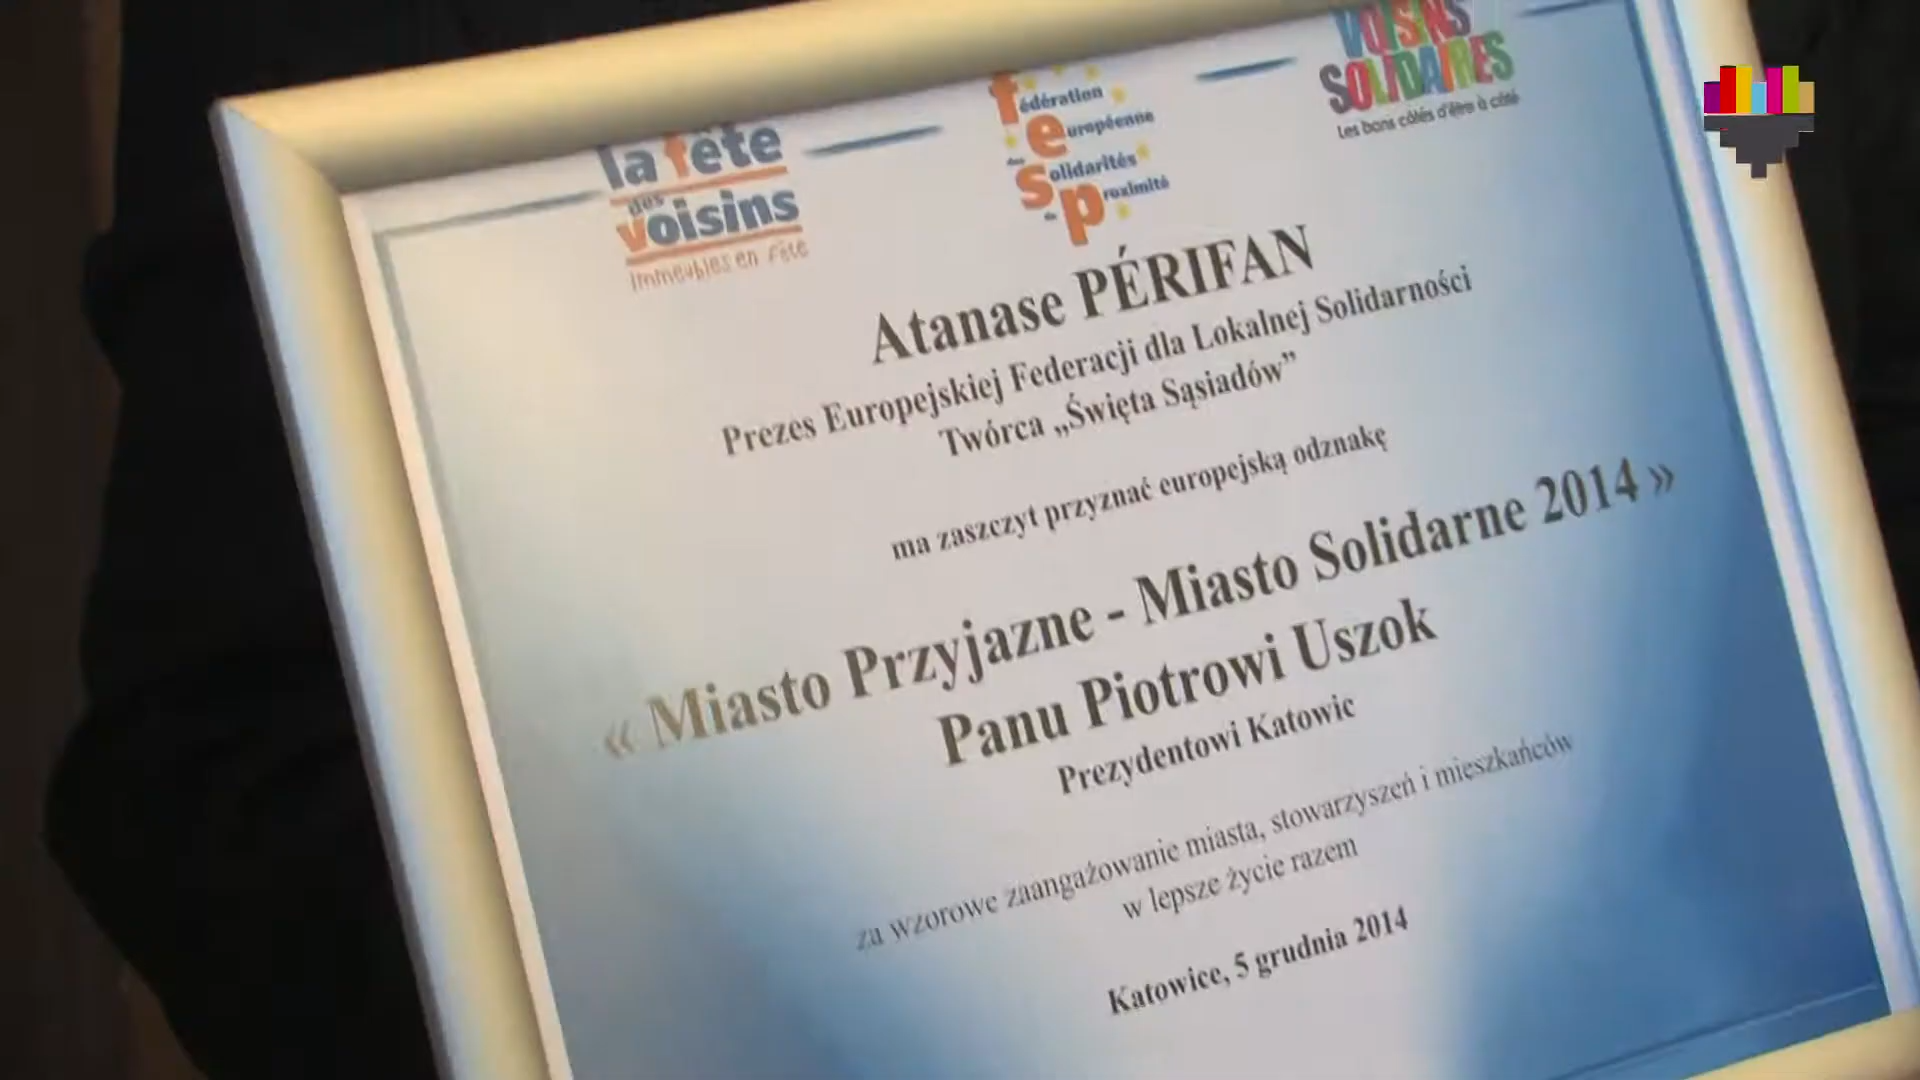 la fête
des
voisins
immeubles en fête
fédération
européenne
des
solidarités
de
proximité
VOISINS
SOLIDAIRES
Les bons côtés d'être à côté
Atanase PÉRIFAN
Prezes Europejskiej Federacji dla Lokalnej Solidarności
Twórca „Święta Sąsiadów”
ma zaszczyt przyznać europejską odznakę
« Miasto Przyjazne - Miasto Solidarne 2014 »
Panu Piotrowi Uszok
Prezydentowi Katowic
za wzorowe zaangażowanie miasta, stowarzyszeń i mieszkańców
w lepsze życie razem
Katowice, 5 grudnia 2014